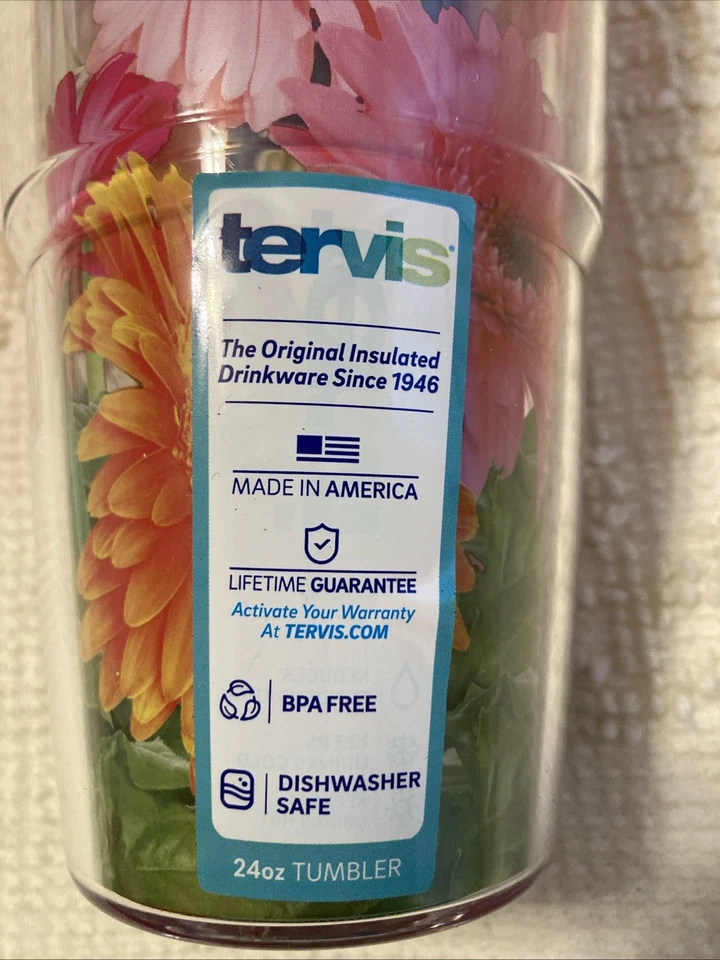 tervis
The Original Insulated
Drinkware Since 1946
MADE IN AMERICA
LIFETIME GUARANTEE
Activate Your Warranty
At TERVIS.COM
BPA FREE
DISHWASHER
SAFE
24oz TUMBLER